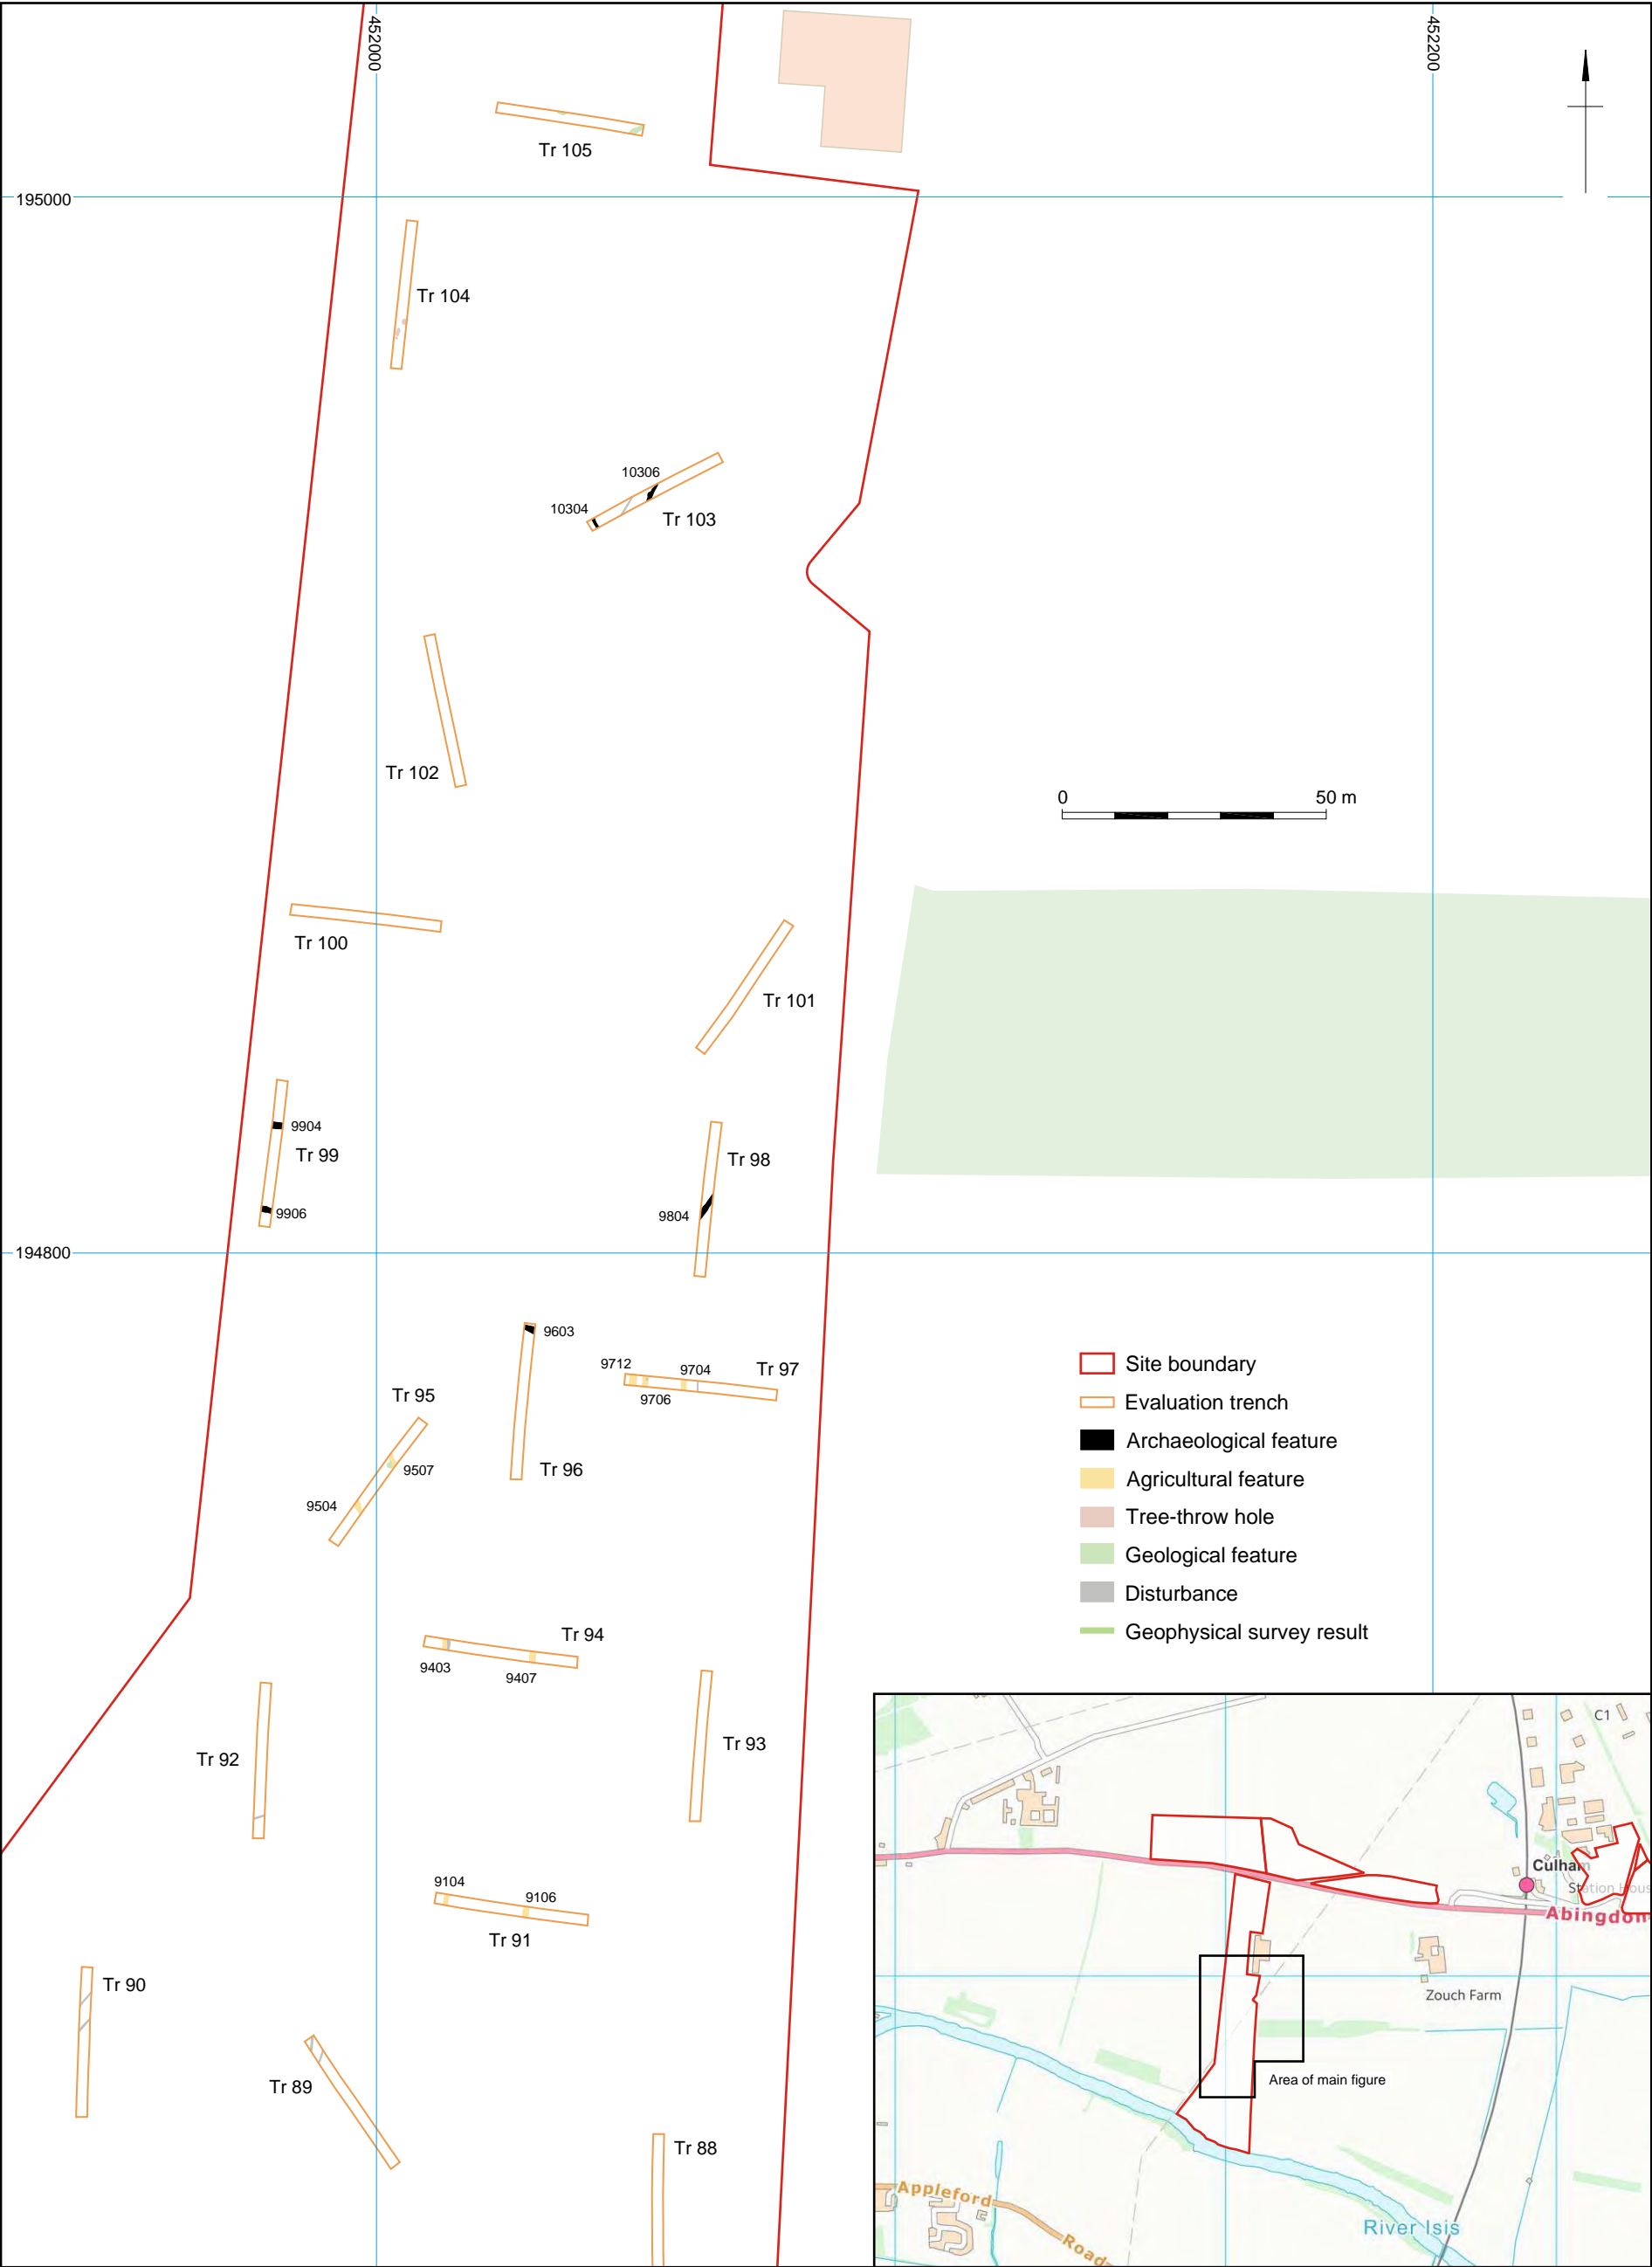 452000
452200
Tr 105
195000
Tr 104
10306
10304
Tr 103
Tr 102
0
50 m
Tr 100
Tr 101
9904
Tr 99
9906
Tr 98
9804
194800
9603
9712
9704
Tr 97
9706
Tr 95
9507
Tr 96
9504
Site boundary
Evaluation trench
Archaeological feature
Agricultural feature
Tree-throw hole
Geological feature
Disturbance
Geophysical survey result
Tr 94
9403
9407
Tr 93
Tr 92
9104
9106
Tr 91
Tr 90
Tr 89
Tr 88
C1
Culham
Station Hous
Abingdon
Zouch Farm
Area of main figure
Appleford
Road
River Isis